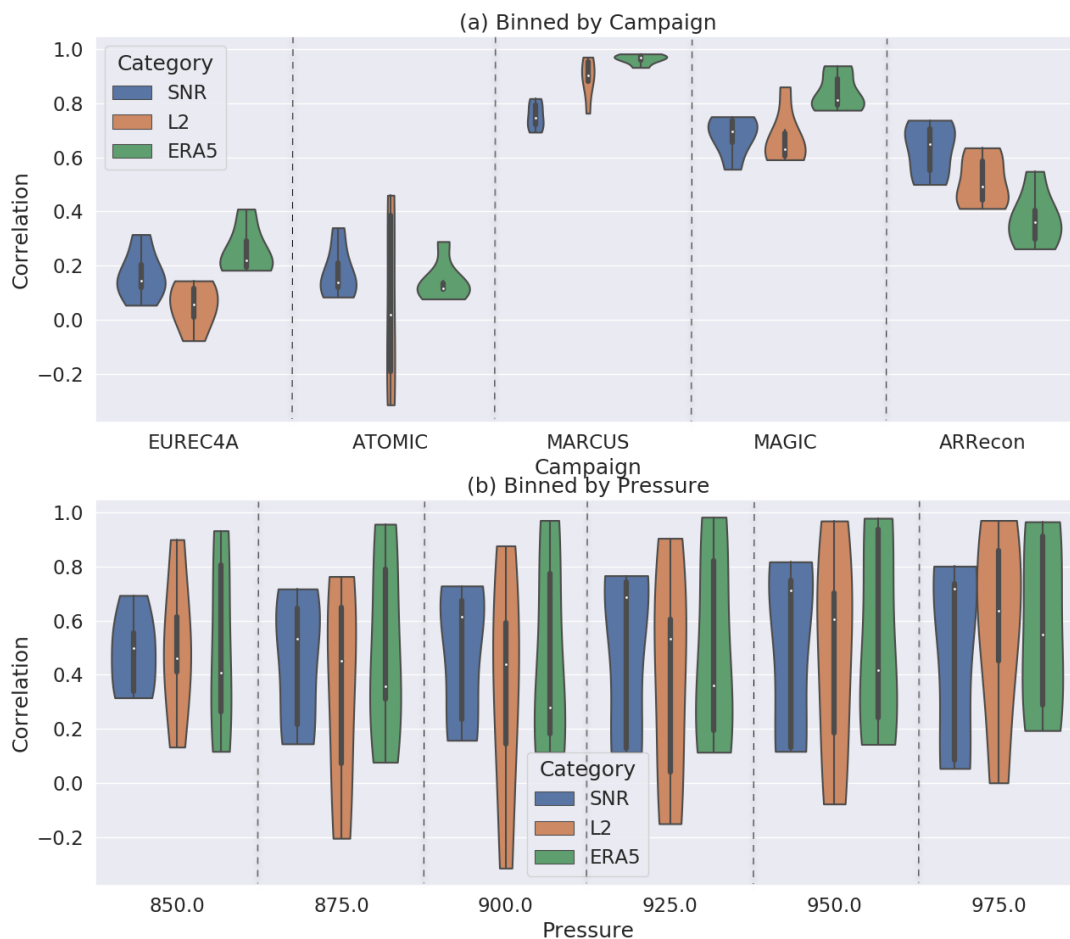 (a) Binned by Campaign
1.0
0.8
0.6
0.4
0.2
0.0
−0.2
Correlation
Category
SNR
L2
ERA5
EUREC4A ATOMIC MARCUS MAGIC ARRecon
Campaign
(b) Binned by Pressure
1.0
0.8
0.6
0.4
0.2
0.0
−0.2
Correlation
Category
SNR
L2
ERA5
850.0 875.0 900.0 925.0 950.0 975.0
Pressure